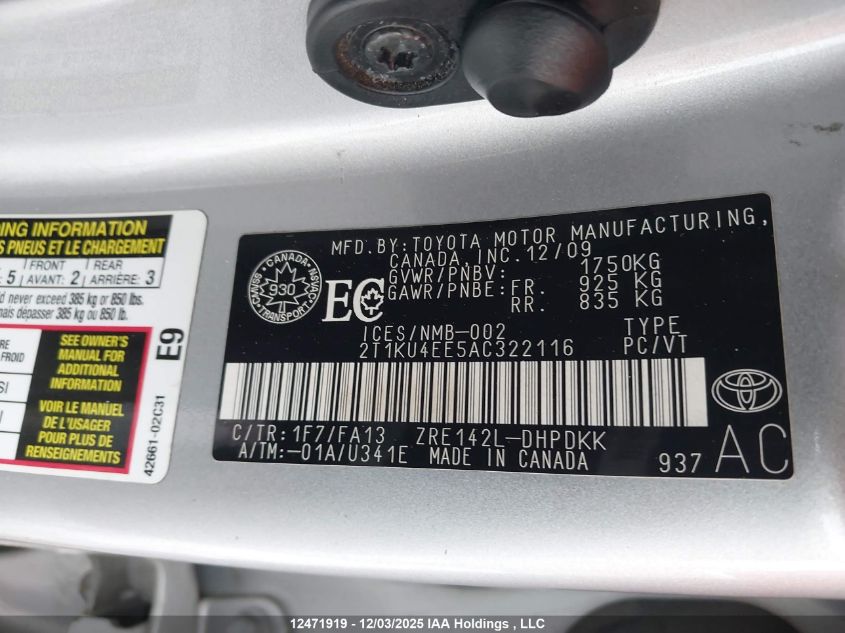 DING INFORMATION
S PNEUS ET LE CHARGEMENT
5 FRONT AVANT: 2 REAR ARRIÈRE: 3
d never exceed 385 kg or 850 lbs.
mais dépasser 385 kg ou 850 lb.
SEE OWNER'S
MANUAL FOR
ADDITIONAL
INFORMATION
VOIR LE MANUEL
DE L'USAGER
POUR PLUS DE
RENSEIGNEMENTS
RE
FROID
SI
E9
42661-02C31
MFD.BY:TOYOTA MOTOR MANUFACTURING,
CANADA, INC. 12/09
GVWR/PNBV: 1750KG
GAWR/PNBE: FR. 925 KG
RR. 835 KG
CANADA
NSVAC
TRANSPORT
CMVSS
930
EC
ICES/NMB-002 TYPE
2T1KU4EE5AC322116 PC/VT
C/TR:1F7/FA13 ZRE142L-DHPDKK
A/TM:-01A/U341E MADE IN CANADA
937 AC
12471919 - 12/03/2025 IAA Holdings , LLC